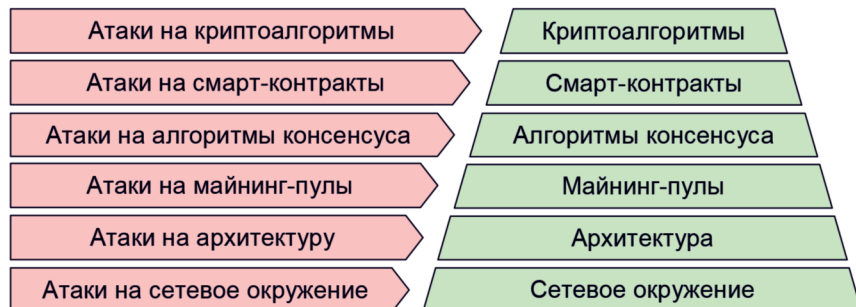 Атаки на криптоалгоритмы
Криптоалгоритмы
Атаки на смарт-контракты
Смарт-контракты
Атаки на алгоритмы консенсуса
Алгоритмы консенсуса
Атаки на майнинг-пулы
Майнинг-пулы
Атаки на архитектуру
Архитектура
Атаки на сетевое окружение
Сетевое окружение